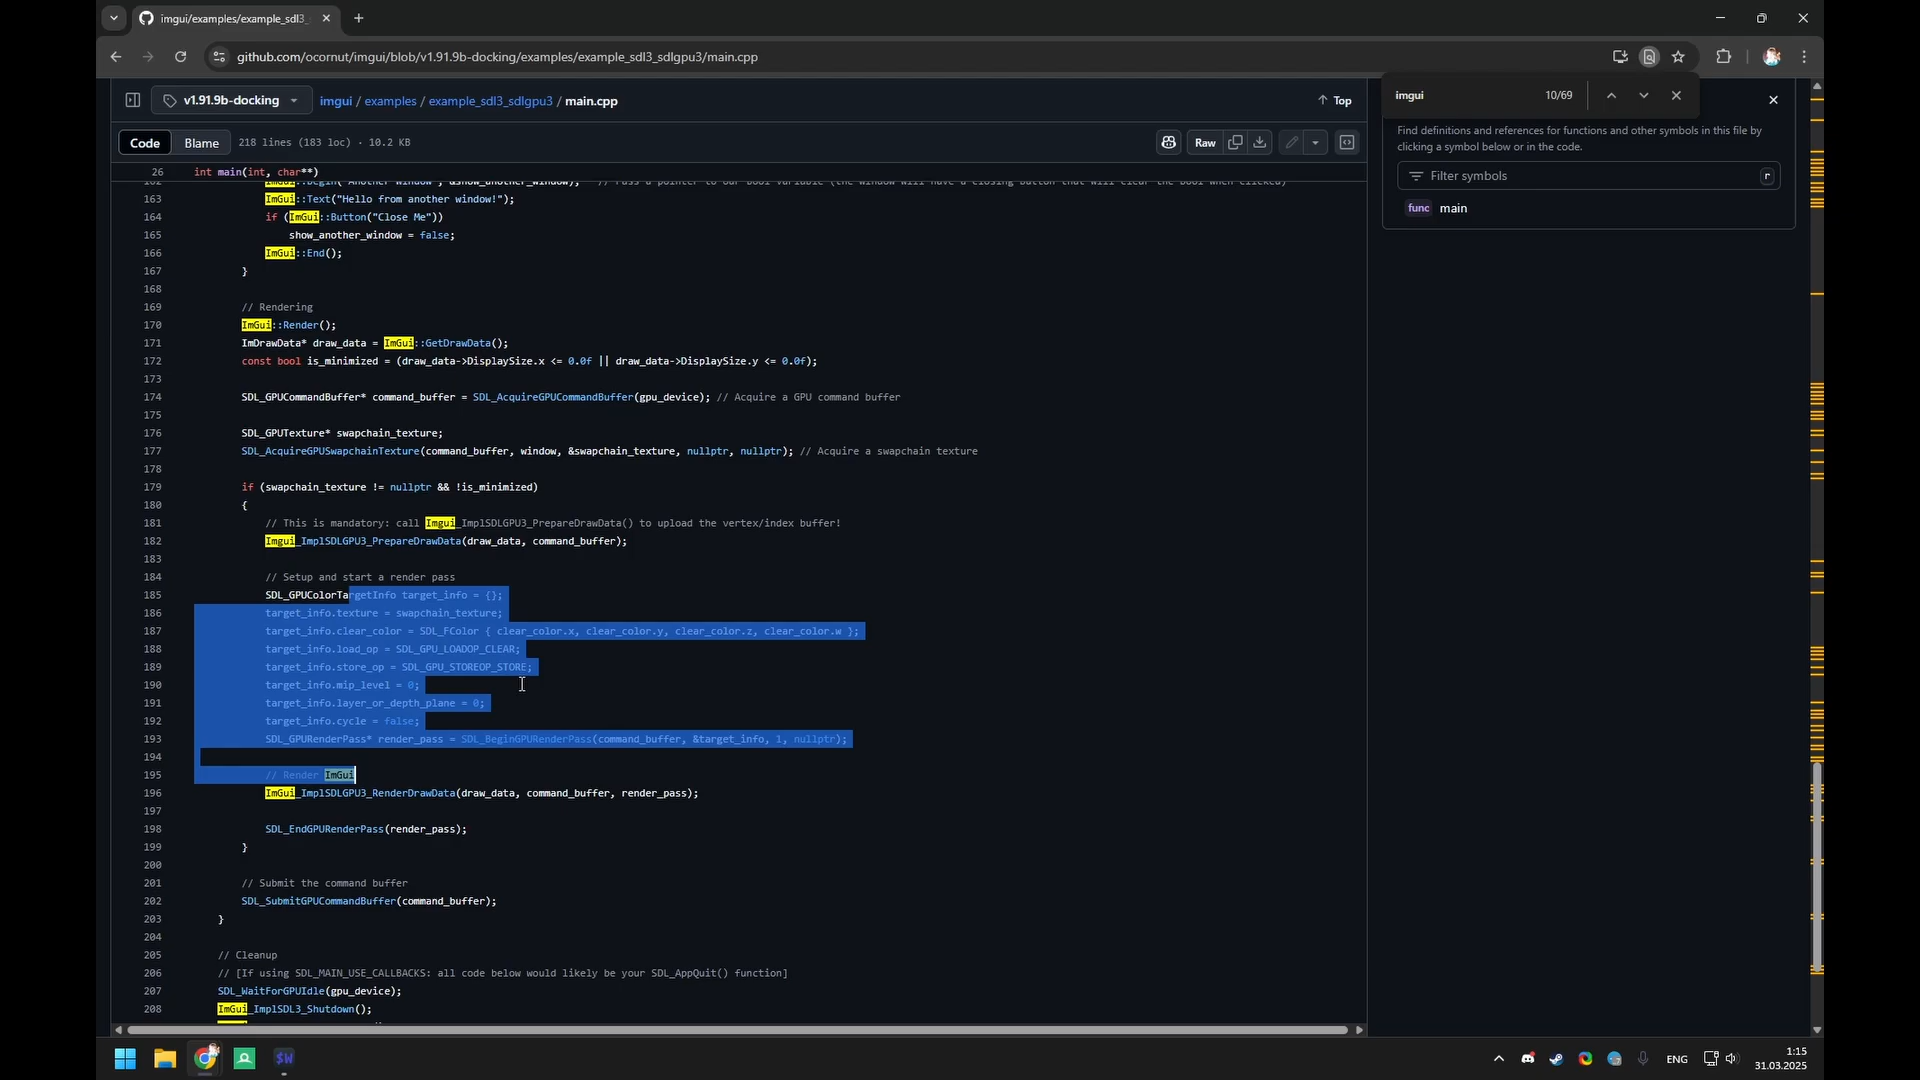 imgui/examples/example_sdl3_
github.com/ocornut/imgui/blob/v1.91.9b-docking/examples/example_sdl3_sdlgpu3/main.cpp
imgui
10/69
v1.91.9b-docking
imgui / examples / example_sdl3_sdlgpu3 / main.cpp
Top
Code
Blame
218 lines (183 loc) · 10.2 KB
Raw
Find definitions and references for functions and other symbols in this file by
clicking a symbol below or in the code.
Filter symbols
r
func main
26 int main(int, char**)
162 ImGui::Begin("Another Window", &show_another_window); // Pass a pointer to our bool variable (the window will have a closing button that will clear the bool when clicked)
163 ImGui::Text("Hello from another window!");
164 if (ImGui::Button("Close Me"))
165 show_another_window = false;
166 ImGui::End();
167 }
168
169 // Rendering
170 ImGui::Render();
171 ImDrawData* draw_data = ImGui::GetDrawData();
172 const bool is_minimized = (draw_data->DisplaySize.x <= 0.0f || draw_data->DisplaySize.y <= 0.0f);
173
174 SDL_GPUCommandBuffer* command_buffer = SDL_AcquireGPUCommandBuffer(gpu_device); // Acquire a GPU command buffer
175
176 SDL_GPUTexture* swapchain_texture;
177 SDL_AcquireGPUSwapchainTexture(command_buffer, window, &swapchain_texture, nullptr, nullptr); // Acquire a swapchain texture
178
179 if (swapchain_texture != nullptr && !is_minimized)
180 {
181 // This is mandatory: call Imgui_ImplSDLGPU3_PrepareDrawData() to upload the vertex/index buffer!
182 Imgui_ImplSDLGPU3_PrepareDrawData(draw_data, command_buffer);
183
184 // Setup and start a render pass
185 SDL_GPUColorTargetInfo target_info = {};
186 target_info.texture = swapchain_texture;
187 target_info.clear_color = SDL_FColor { clear_color.x, clear_color.y, clear_color.z, clear_color.w };
188 target_info.load_op = SDL_GPU_LOADOP_CLEAR;
189 target_info.store_op = SDL_GPU_STOREOP_STORE;
190 target_info.mip_level = 0;
191 target_info.layer_or_depth_plane = 0;
192 target_info.cycle = false;
193 SDL_GPURenderPass* render_pass = SDL_BeginGPURenderPass(command_buffer, &target_info, 1, nullptr);
194
195 // Render ImGui
196 ImGui_ImplSDLGPU3_RenderDrawData(draw_data, command_buffer, render_pass);
197
198 SDL_EndGPURenderPass(render_pass);
199 }
200
201 // Submit the command buffer
202 SDL_SubmitGPUCommandBuffer(command_buffer);
203 }
204
205 // Cleanup
206 // [If using SDL_MAIN_USE_CALLBACKS: all code below would likely be your SDL_AppQuit() function]
207 SDL_WaitForGPUIdle(gpu_device);
208 ImGui_ImplSDL3_Shutdown();
$W
ENG
1:15
31.03.2025